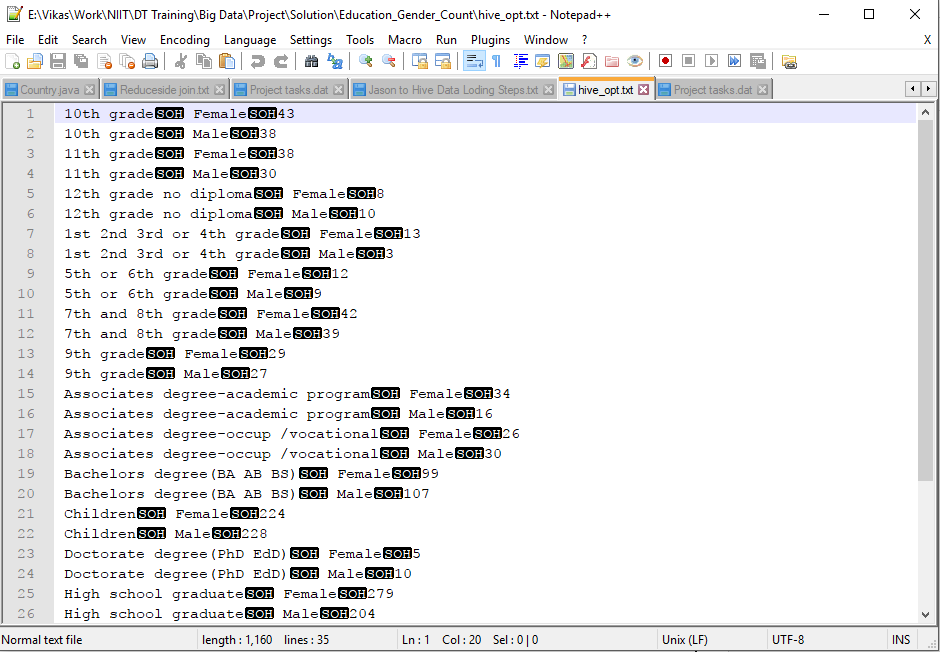 E:\Vikas\Work\NIIT\DT Training\Big Data\Project\Solution\Education_Gender_Count\hive_opt.txt - Notepad++
File Edit Search View Encoding Language Settings Tools Macro Run Plugins Window ? X
Country.java Reduceside join.txt Project tasks.dat Jason to Hive Data Loding Steps.txt hive_opt.txt Project tasks.dat
1 10th gradeSOH FemaleSOH43
2 10th gradeSOH MaleSOH38
3 11th gradeSOH FemaleSOH38
4 11th gradeSOH MaleSOH30
5 12th grade no diplomaSOH FemaleSOH8
6 12th grade no diplomaSOH MaleSOH10
7 1st 2nd 3rd or 4th gradeSOH FemaleSOH13
8 1st 2nd 3rd or 4th gradeSOH MaleSOH3
9 5th or 6th gradeSOH FemaleSOH12
10 5th or 6th gradeSOH MaleSOH9
11 7th and 8th gradeSOH FemaleSOH42
12 7th and 8th gradeSOH MaleSOH39
13 9th gradeSOH FemaleSOH29
14 9th gradeSOH MaleSOH27
15 Associates degree-academic programSOH FemaleSOH34
16 Associates degree-academic programSOH MaleSOH16
17 Associates degree-occup /vocationalSOH FemaleSOH26
18 Associates degree-occup /vocationalSOH MaleSOH30
19 Bachelors degree(BA AB BS)SOH FemaleSOH99
20 Bachelors degree(BA AB BS)SOH MaleSOH107
21 ChildrenSOH FemaleSOH224
22 ChildrenSOH MaleSOH228
23 Doctorate degree(PhD EdD)SOH FemaleSOH5
24 Doctorate degree(PhD EdD)SOH MaleSOH10
25 High school graduateSOH FemaleSOH279
26 High school graduateSOH MaleSOH204
Normal text file length : 1,160 lines : 35 Ln : 1 Col : 20 Sel : 0 | 0 Unix (LF) UTF-8 INS